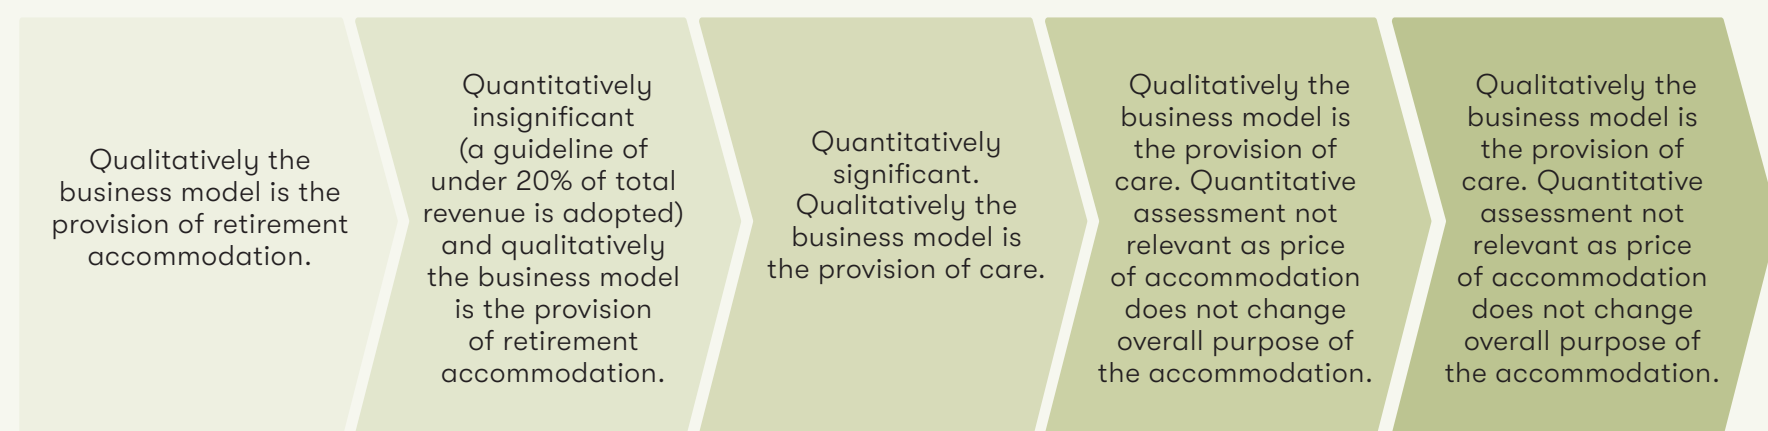 Qualitatively the
business model is the
provision of retirement
accommodation.
Quantitatively
insignificant
(a guideline of
under 20% of total
revenue is adopted)
and qualitatively
the business model
is the provision
of retirement
accommodation.
Quantitatively
significant.
Qualitatively the
business model is
the provision of care.
Qualitatively the
business model is
the provision of
care. Quantitative
assessment not
relevant as price
of accommodation
does not change
overall purpose of
the accommodation.
Qualitatively the
business model is
the provision of
care. Quantitative
assessment not
relevant as price
of accommodation
does not change
overall purpose of
the accommodation.